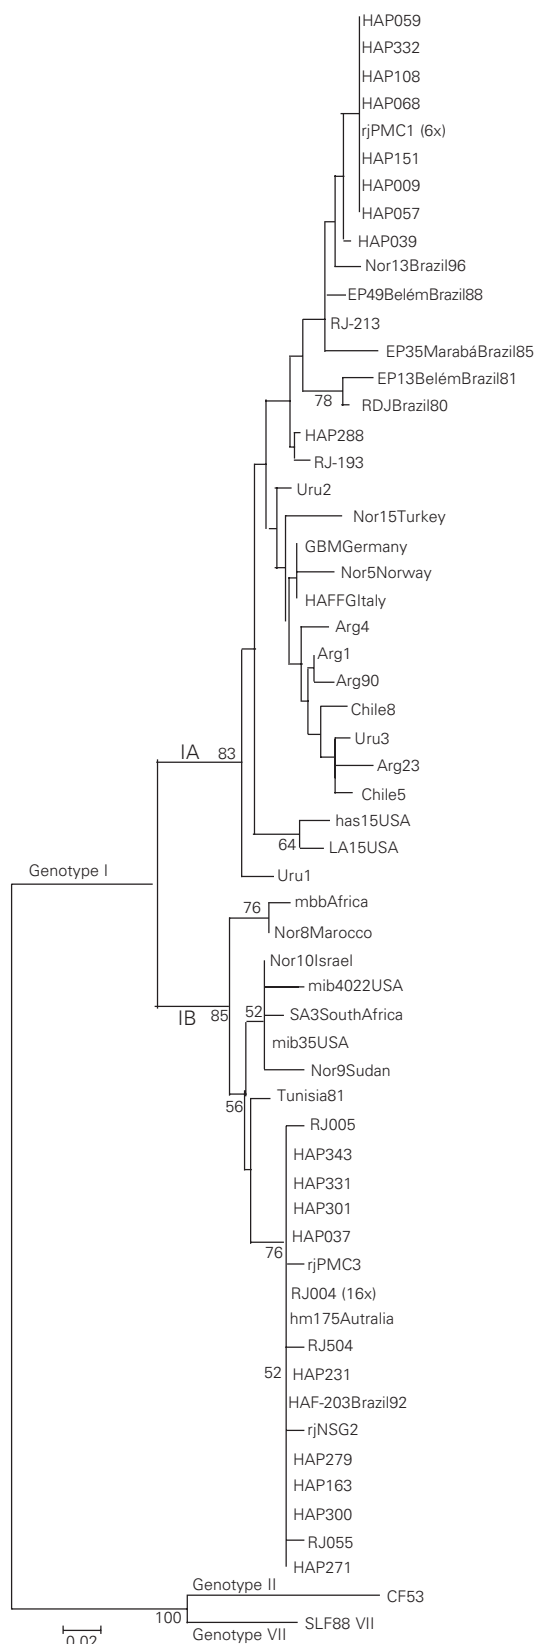 HAP059
HAP332
HAP108
HAP068
rjPMC1 (6x)
HAP151
HAP009
HAP057
HAP039
Nor13Brazil96
EP49BelémBrazil88
RJ-213
EP35MarabáBrazil85
EP13BelémBrazil81
78
RDJBrazil80
HAP288
RJ-193
Uru2
Nor15Turkey
GBMGermany
Nor5Norway
HAFFGItaly
Arg4
Arg1
Arg90
Chile8
Uru3
IA 83
Arg23
Chile5
has15USA
64 LA15USA
Genotype I
Uru1
mbbAfrica
76
Nor8Marocco
Nor10Israel
mib4022USA
IB 85 52 SA3SouthAfrica
mib35USA
Nor9Sudan
Tunisia81
56
RJ005
HAP343
HAP331
HAP301
HAP037
76
rjPMC3
RJ004 (16x)
hm175Autralia
RJ504
52 HAP231
HAF-203Brazil92
rjNSG2
HAP279
HAP163
HAP300
RJ055
HAP271
Genotype II
CF53
100
SLF88 VII
Genotype VII
0.02